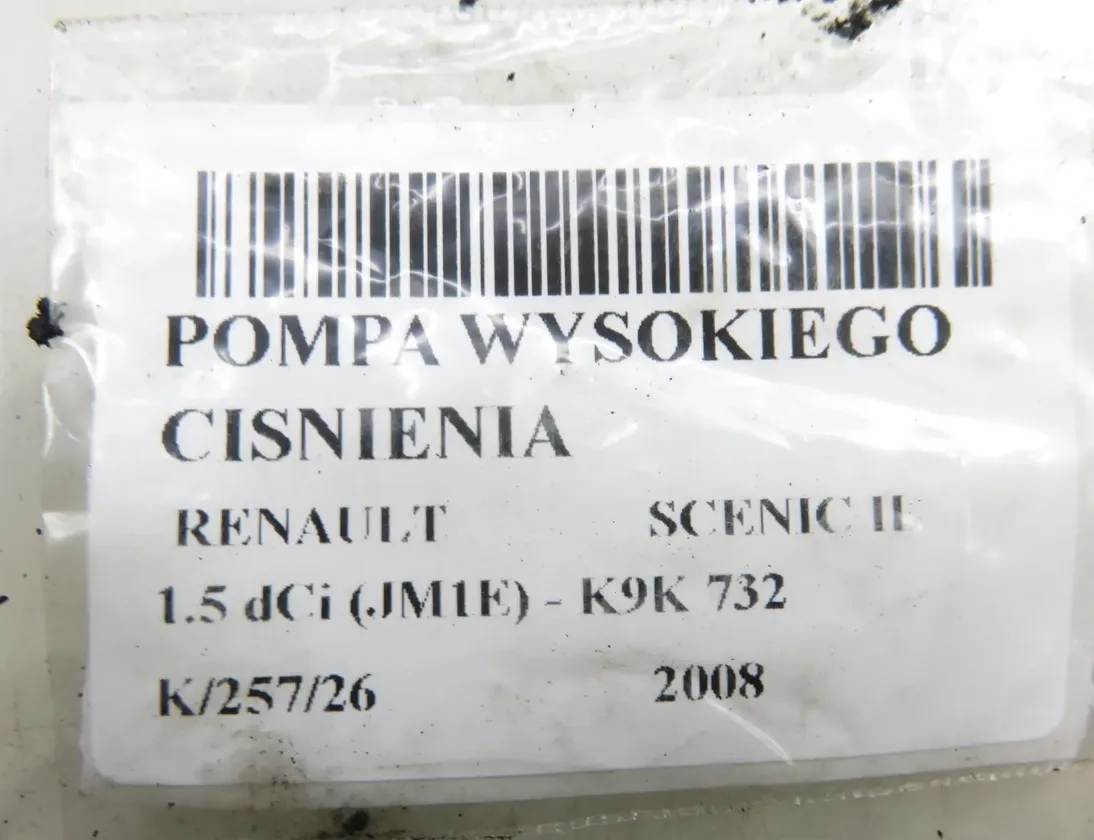 POMPA WYSOKIEGO
CISNIENIA
RENAULT SCENIC II
1.5 dCi (JM1E) - K9K 732
K/257/26 2008